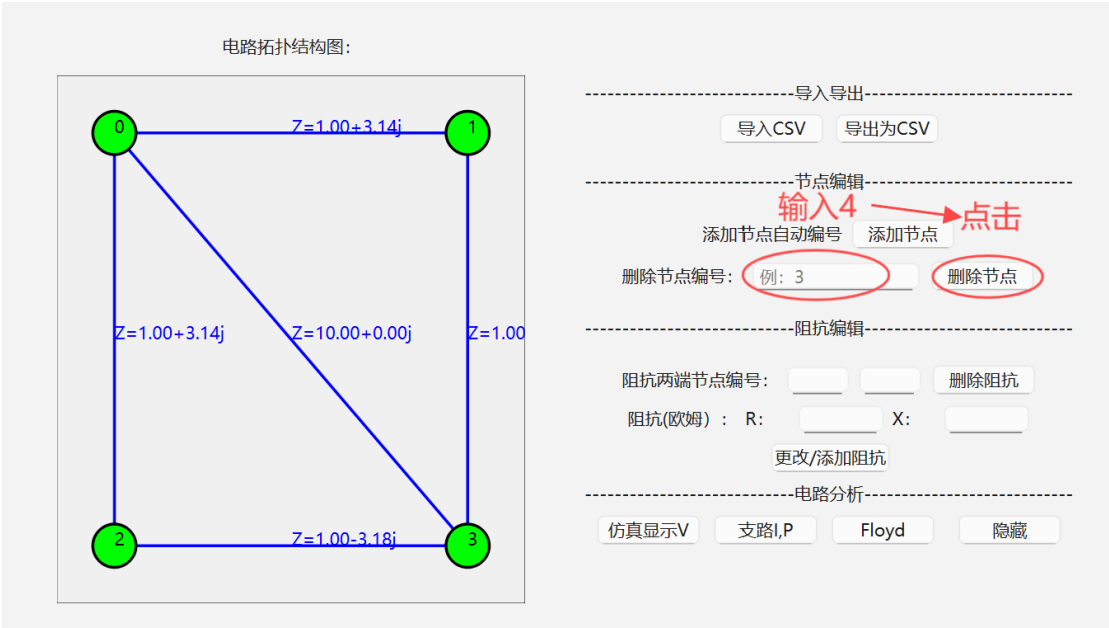 电路拓扑结构图：
0
1
Z=1.00+3.14j
Z=1.00+3.14j
Z=10.00+0.00j
Z=1.00
2
3
Z=1.00-3.18j
--------------------------导入导出--------------------------
导入CSV 导出为CSV
--------------------------节点编辑--------------------------
输入4 点击
添加节点自动编号 添加节点
删除节点编号： 例：3 删除节点
--------------------------阻抗编辑--------------------------
阻抗两端节点编号： 删除阻抗
阻抗(欧姆）： R： X：
更改/添加阻抗
--------------------------电路分析--------------------------
仿真显示V 支路I,P Floyd 隐藏